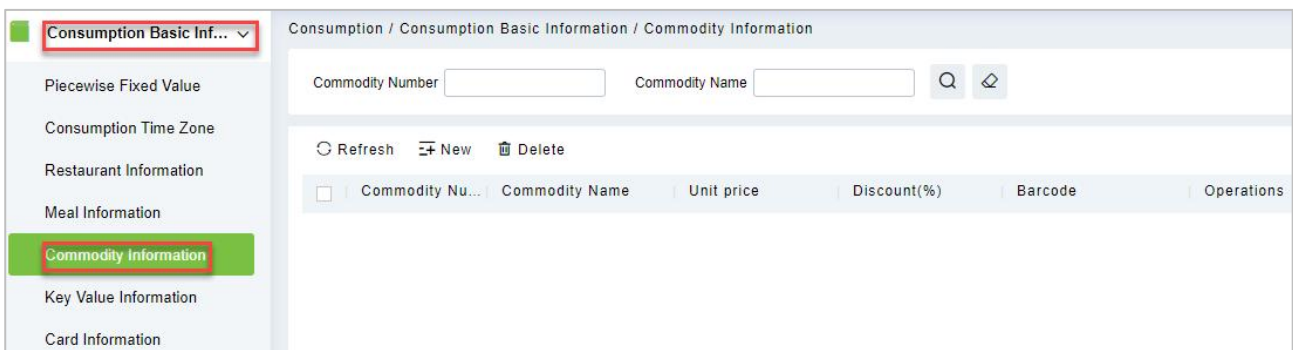 Consumption Basic Inf...
Piecewise Fixed Value
Consumption Time Zone
Restaurant Information
Meal Information
Commodity Information
Key Value Information
Card Information
Consumption / Consumption Basic Information / Commodity Information
Commodity Number Commodity Name
Refresh New Delete
Commodity Nu... Commodity Name Unit price Discount(%) Barcode Operations